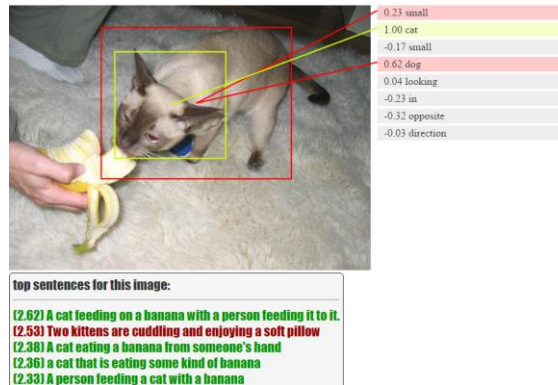 0.23 small
1.00 cat
-0.17 small
0.62 dog
0.04 looking
-0.23 in
-0.32 opposite
-0.03 direction
top sentences for this image:
(2.62) A cat feeding on a banana with a person feeding it to it.
(2.53) Two kittens are cuddling and enjoying a soft pillow
(2.38) A cat eating a banana from someone's hand
(2.36) a cat that is eating some kind of banana
(2.33) A person feeding a cat with a banana